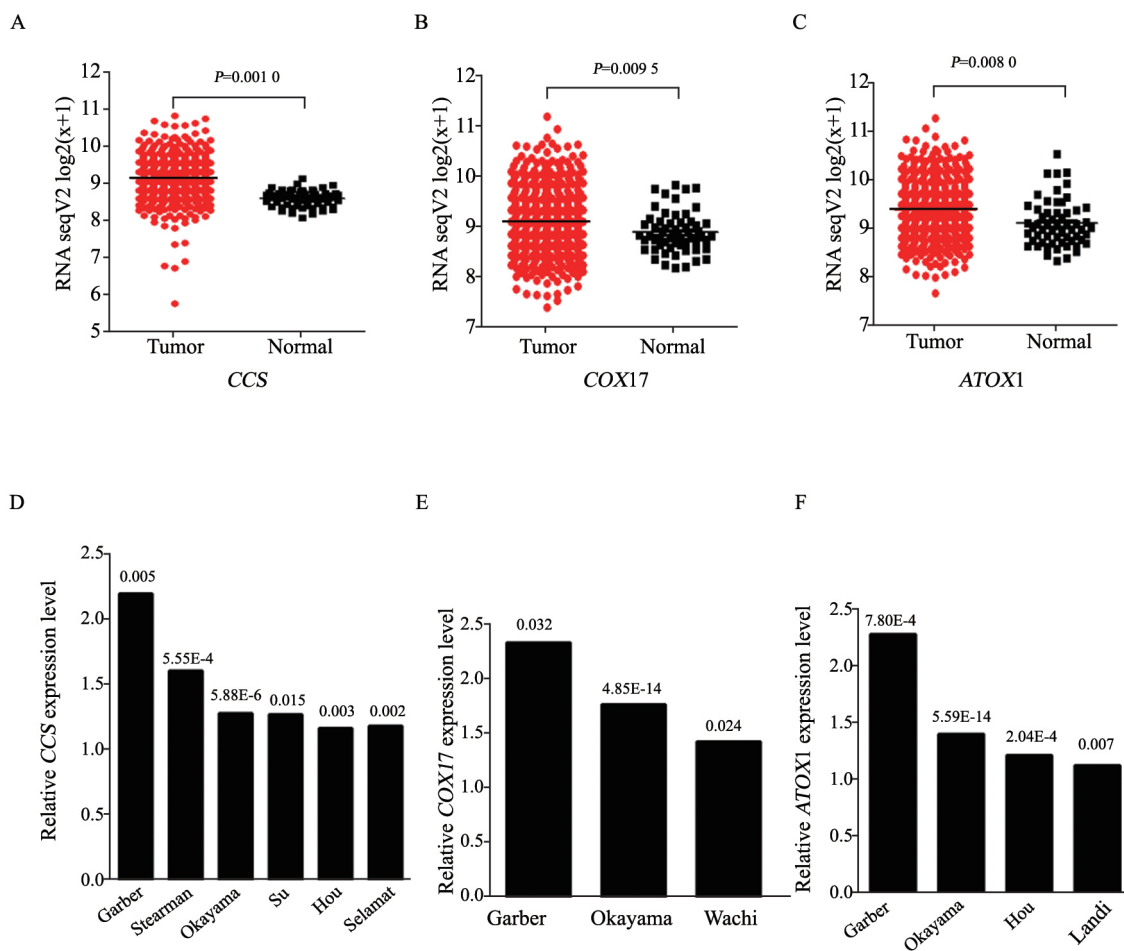 A
B
C
P=0.001 0
P=0.009 5
P=0.008 0
RNA seqV2 log2(x+1)
12
11
10
9
8
7
6
5
Tumor
Normal
CCS
RNA seqV2 log2(x+1)
12
11
10
9
8
7
Tumor
Normal
COX17
RNA seqV2 log2(x+1)
12
11
10
9
8
7
Tumor
Normal
ATOX1
D
E
F
Relative CCS expression level
2.5
2.0
1.5
1.0
0.5
0.0
0.005
5.55E-4
5.88E-6
0.015
0.003
0.002
Garber
Stearman
Okayama
Su
Hou
Selamat
Relative COX17 expression level
2.5
2.0
1.5
1.0
0.5
0.0
0.032
4.85E-14
0.024
Garber
Okayama
Wachi
Relative ATOX1 expression level
2.5
2.0
1.5
1.0
0.5
0.0
7.80E-4
5.59E-14
2.04E-4
0.007
Garber
Okayama
Hou
Landi